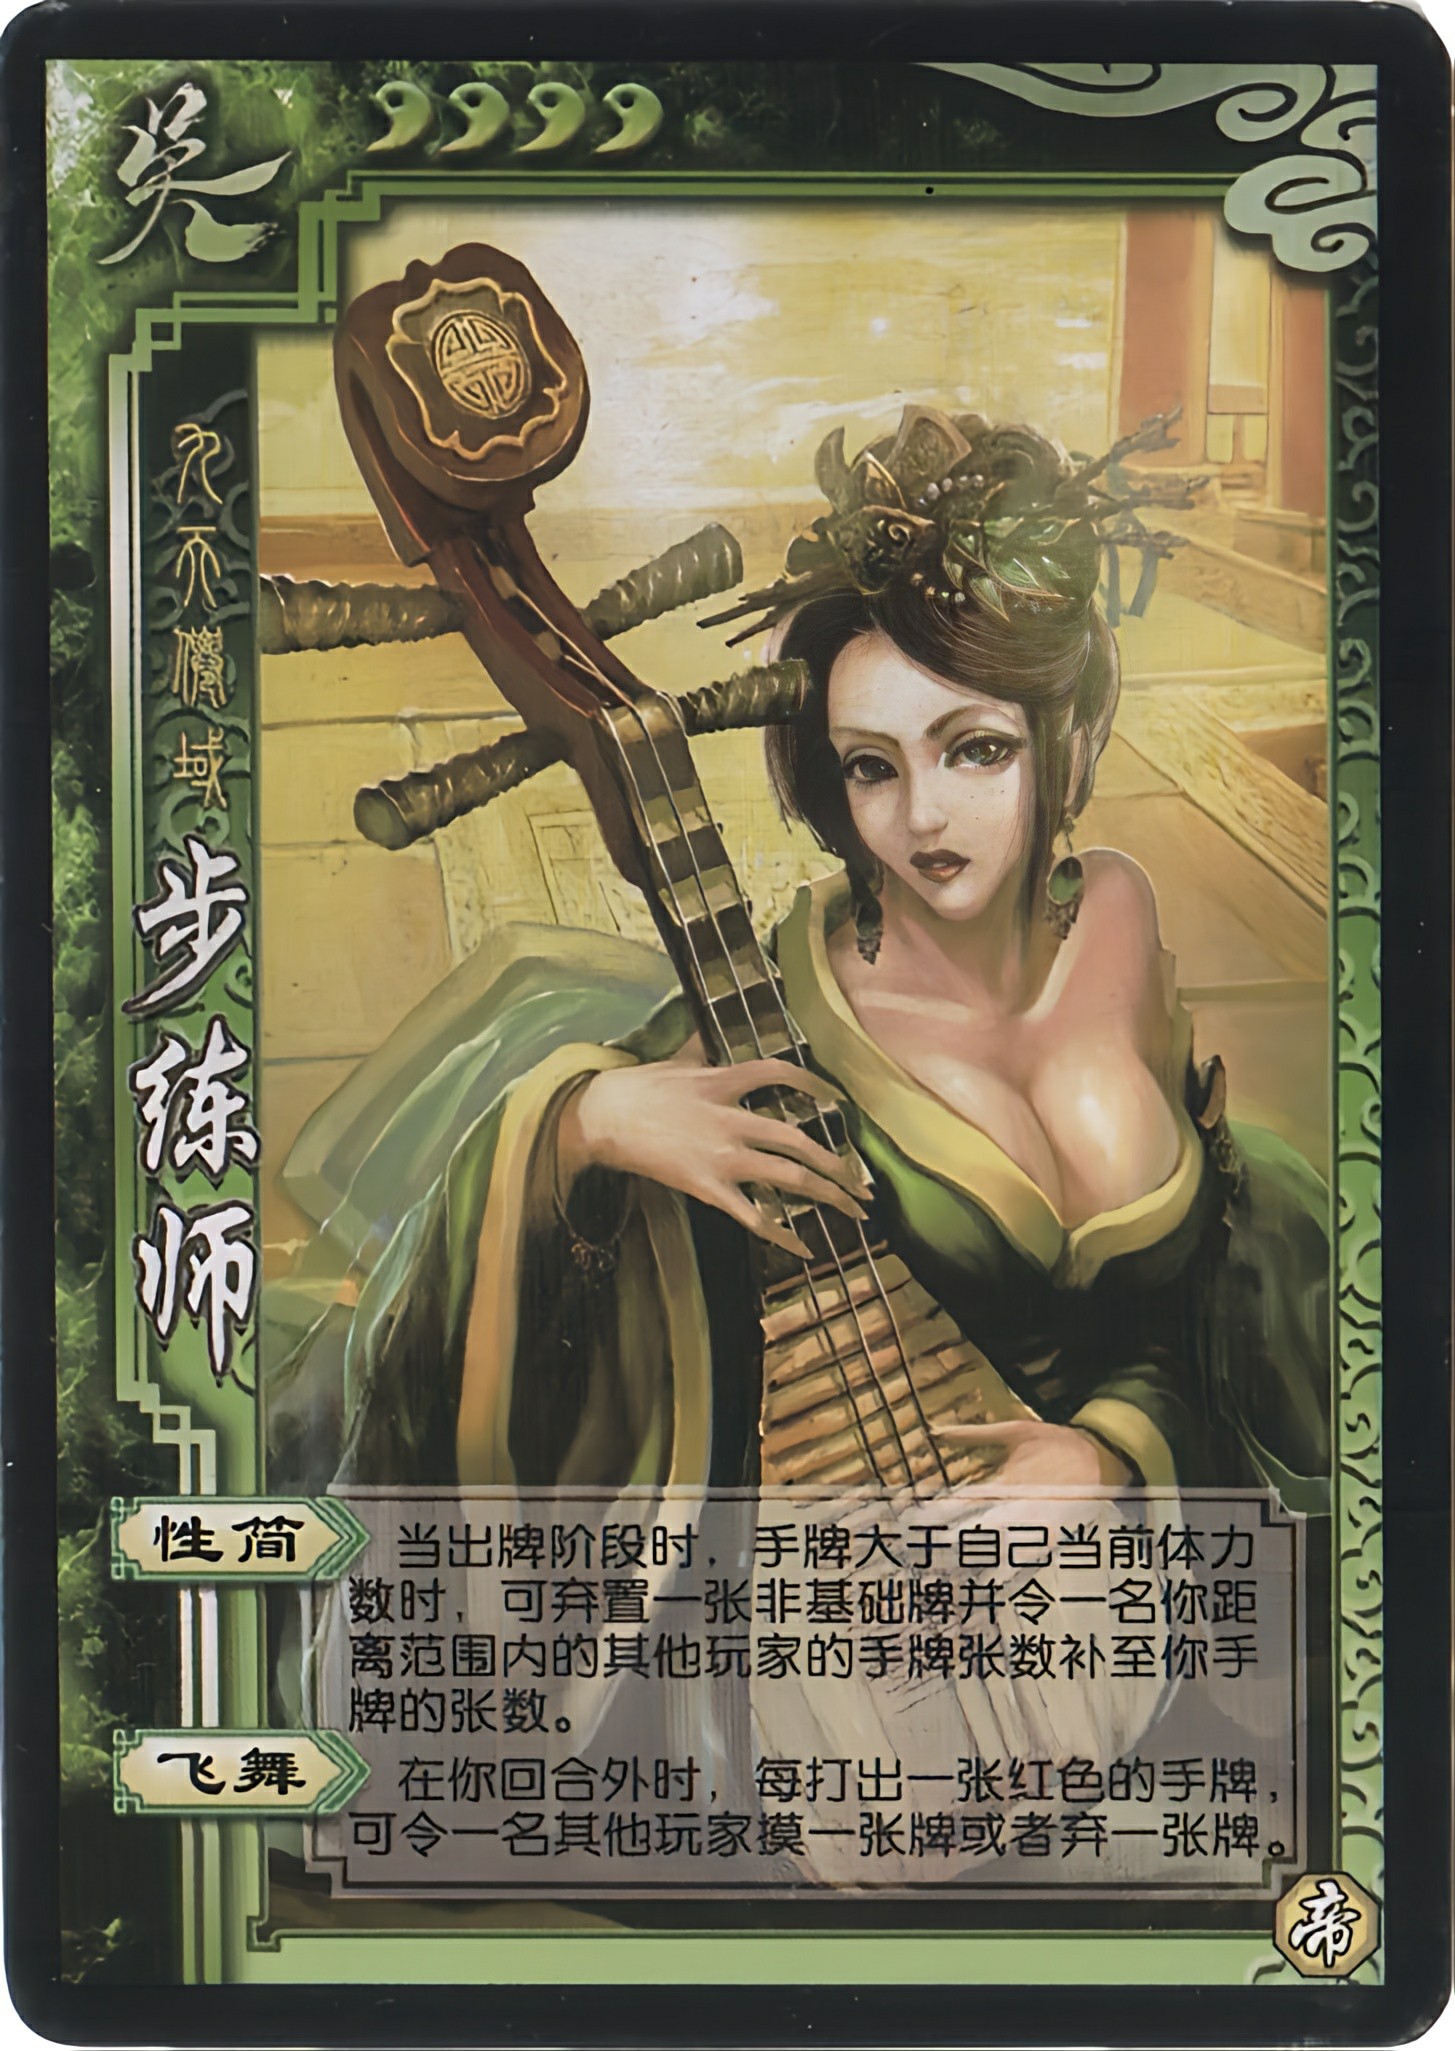 吴
九天僊域
步练师
性简
当出牌阶段时，手牌大于自己当前体力
数时，可弃置一张非基础牌并令一名你距
离范围内的其他玩家的手牌张数补至你手
牌的张数。
飞舞
在你回合外时，每打出一张红色的手牌，
可令一名其他玩家摸一张牌或者弃一张牌。
帝